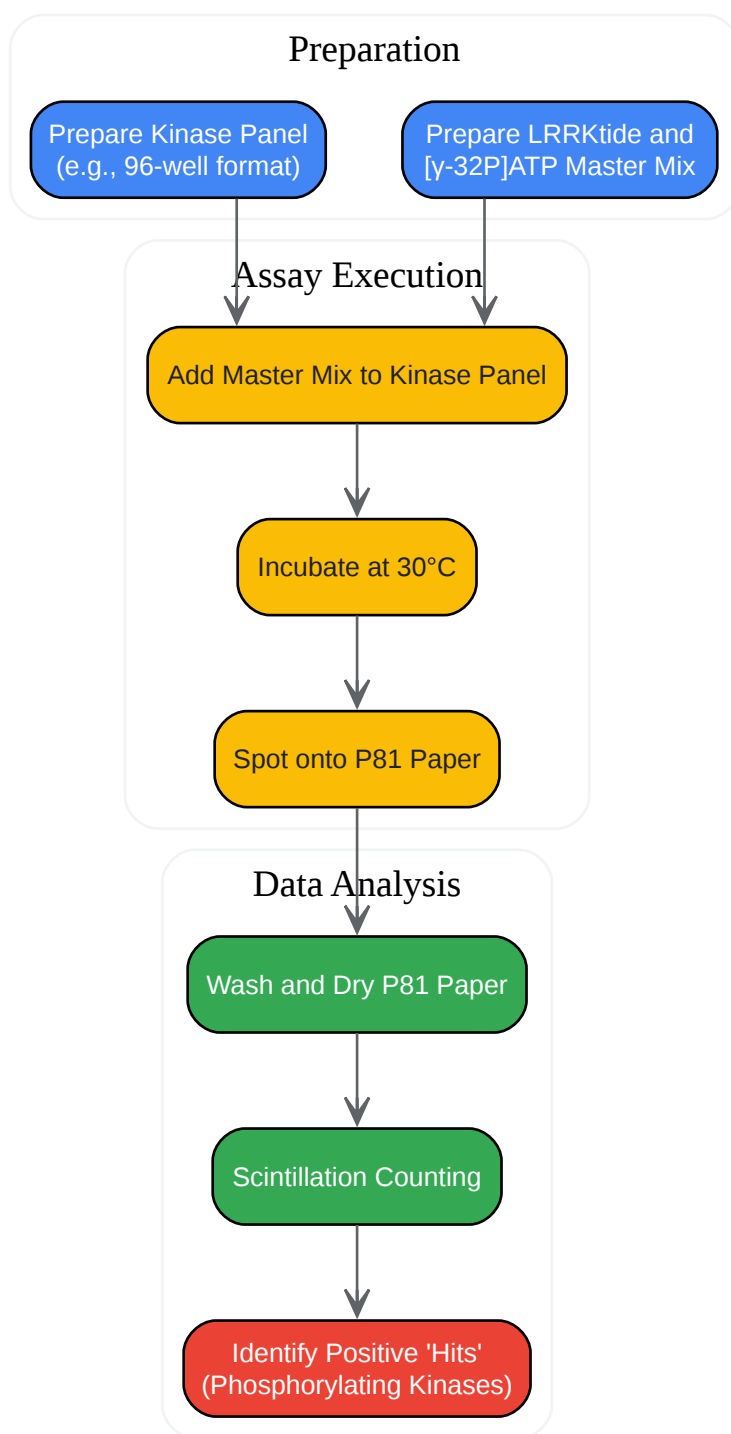 Preparation
Prepare Kinase Panel
(e.g., 96-well format)
Prepare LRRKtide and
[γ-32P]ATP Master Mix
Assay Execution
Add Master Mix to Kinase Panel
Incubate at 30°C
Spot onto P81 Paper
Data Analysis
Wash and Dry P81 Paper
Scintillation Counting
Identify Positive 'Hits'
(Phosphorylating Kinases)